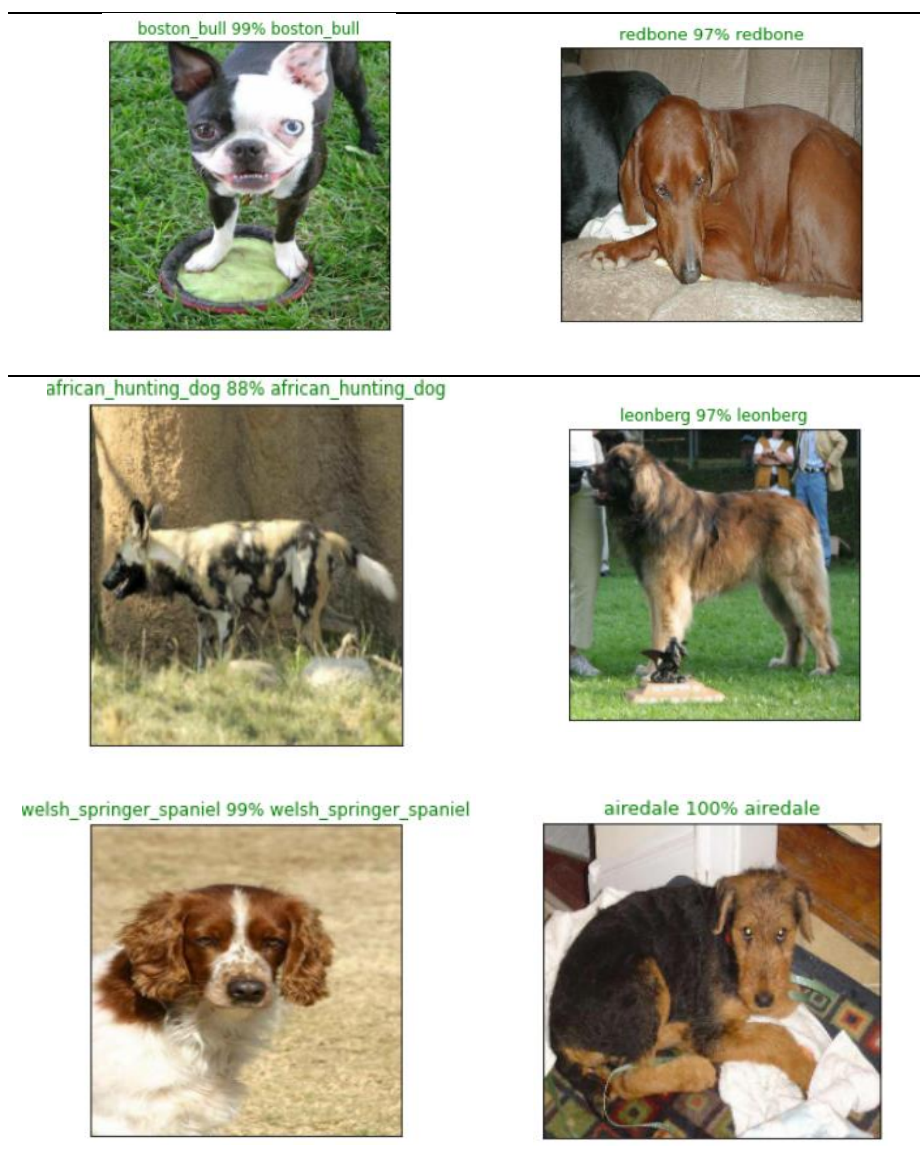 boston_bull 99% boston_bull
redbone 97% redbone
african_hunting_dog 88% african_hunting_dog
leonberg 97% leonberg
welsh_springer_spaniel 99% welsh_springer_spaniel
airedale 100% airedale